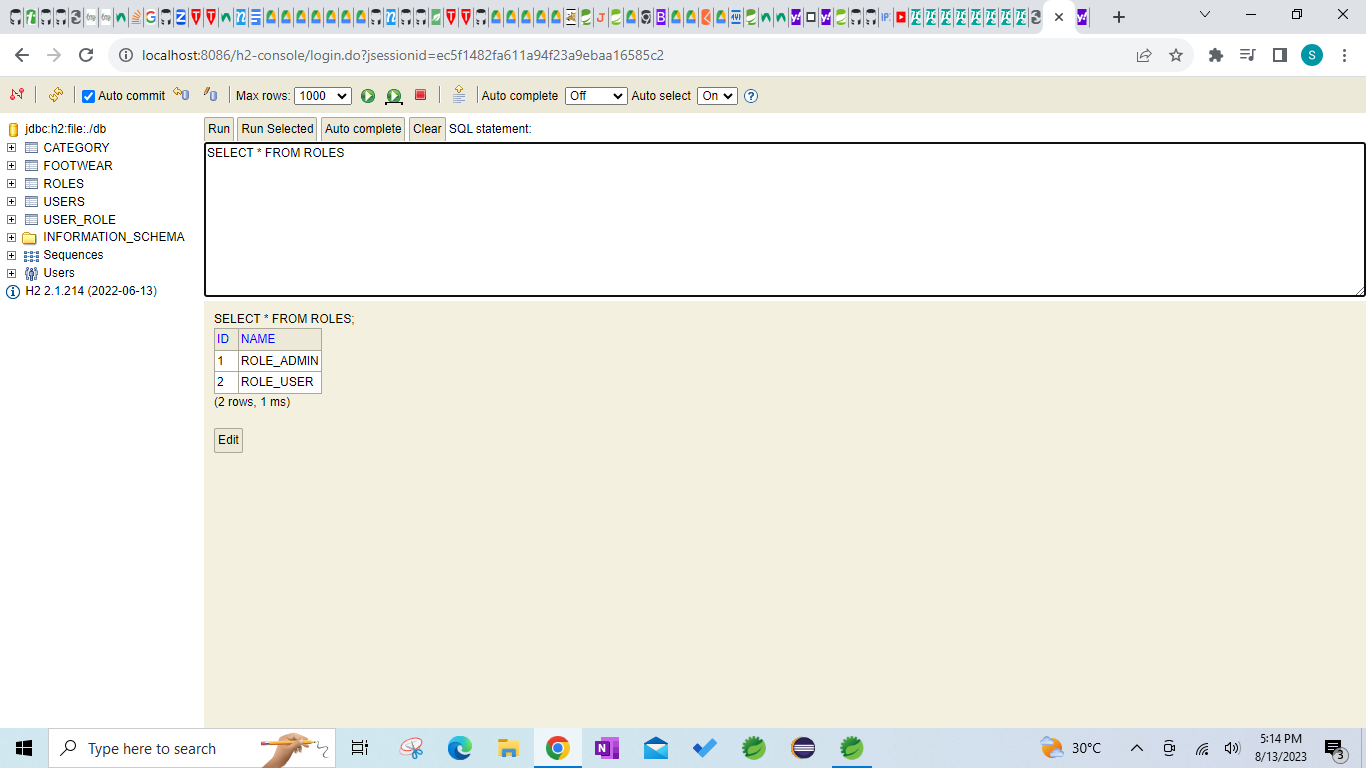 localhost:8086/h2-console/login.do?jsessionid=ec5f1482fa611a94f23a9ebaa16585c2
S
Auto commit Max rows: 1000 Auto complete Off Auto select On
jdbc:h2:file:./db
CATEGORY
FOOTWEAR
ROLES
USERS
USER_ROLE
INFORMATION_SCHEMA
Sequences
Users
H2 2.1.214 (2022-06-13)
Run Run Selected Auto complete Clear SQL statement:
SELECT * FROM ROLES
SELECT * FROM ROLES;
ID NAME
1 ROLE_ADMIN
2 ROLE_USER
(2 rows, 1 ms)
Edit
Type here to search
30°C
5:14 PM
8/13/2023
3